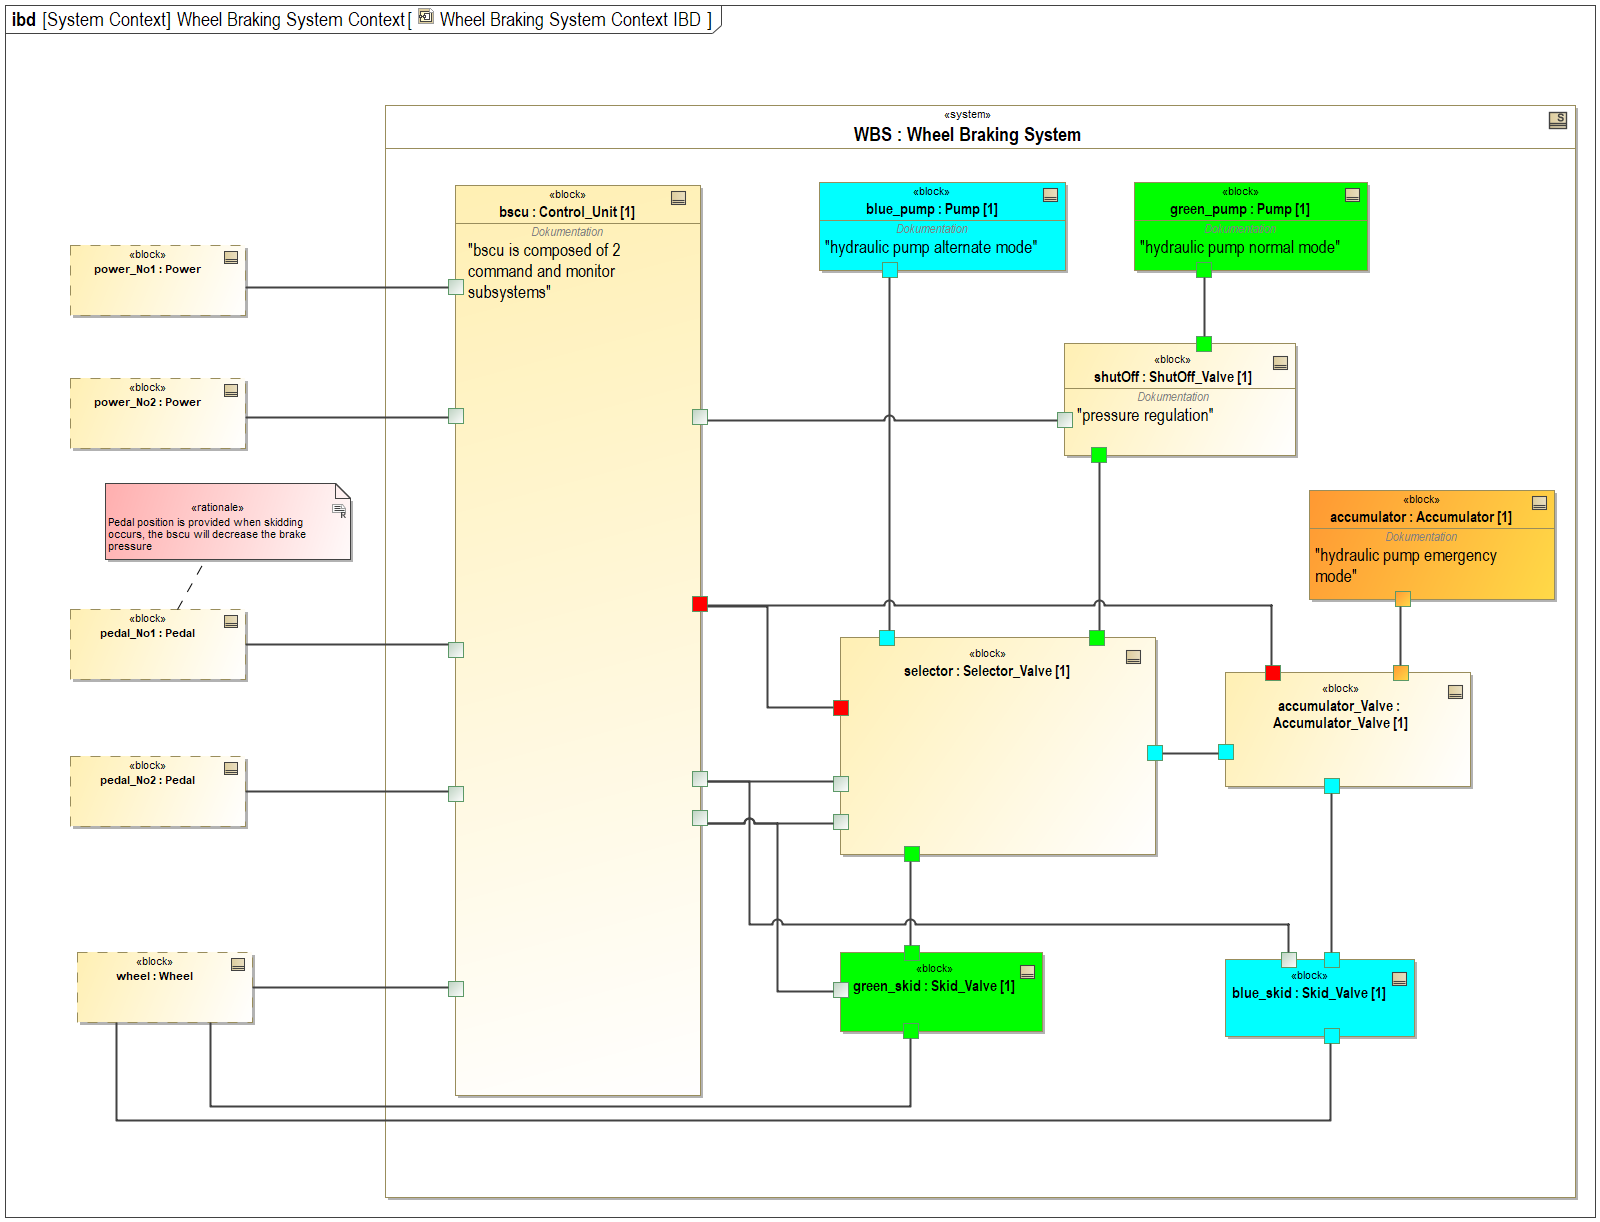 ibd [System Context] Wheel Braking System Context[ Wheel Braking System Context IBD ]
«system»
WBS : Wheel Braking System
S
«block»
bscu : Control_Unit [1]
Dokumentation
"bscu is composed of 2
command and monitor
subsystems"
«block»
blue_pump : Pump [1]
Dokumentation
"hydraulic pump alternate mode"
«block»
green_pump : Pump [1]
Dokumentation
"hydraulic pump normal mode"
«block»
power_No1 : Power
«block»
power_No2 : Power
«block»
shutOff : ShutOff_Valve [1]
Dokumentation
"pressure regulation"
«rationale»
Pedal position is provided when skidding
occurs, the bscu will decrease the brake
pressure
R
«block»
accumulator : Accumulator [1]
Dokumentation
"hydraulic pump emergency
mode"
«block»
pedal_No1 : Pedal
«block»
selector : Selector_Valve [1]
«block»
accumulator_Valve :
Accumulator_Valve [1]
«block»
pedal_No2 : Pedal
«block»
wheel : Wheel
«block»
green_skid : Skid_Valve [1]
«block»
blue_skid : Skid_Valve [1]